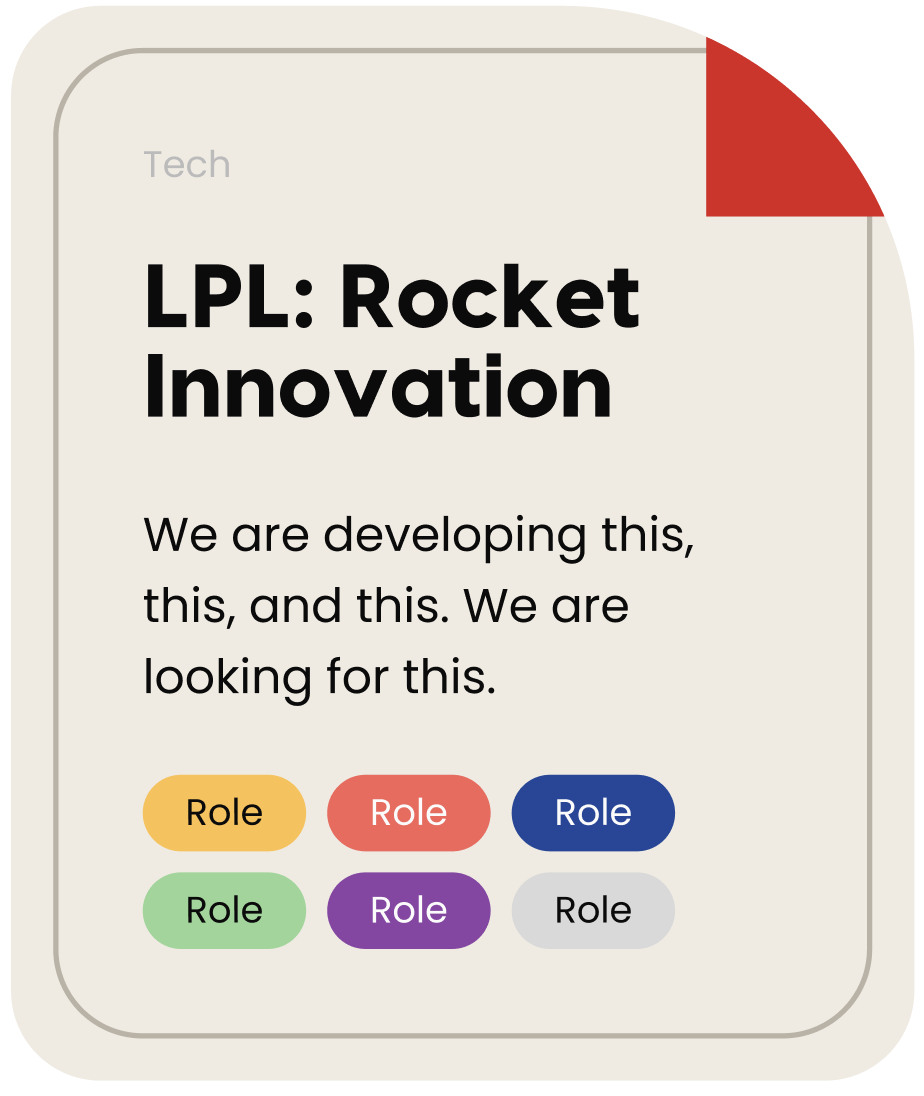 Tech
LPL: Rocket
Innovation
We are developing this,
this, and this. We are
looking for this.
Role Role Role
Role Role Role